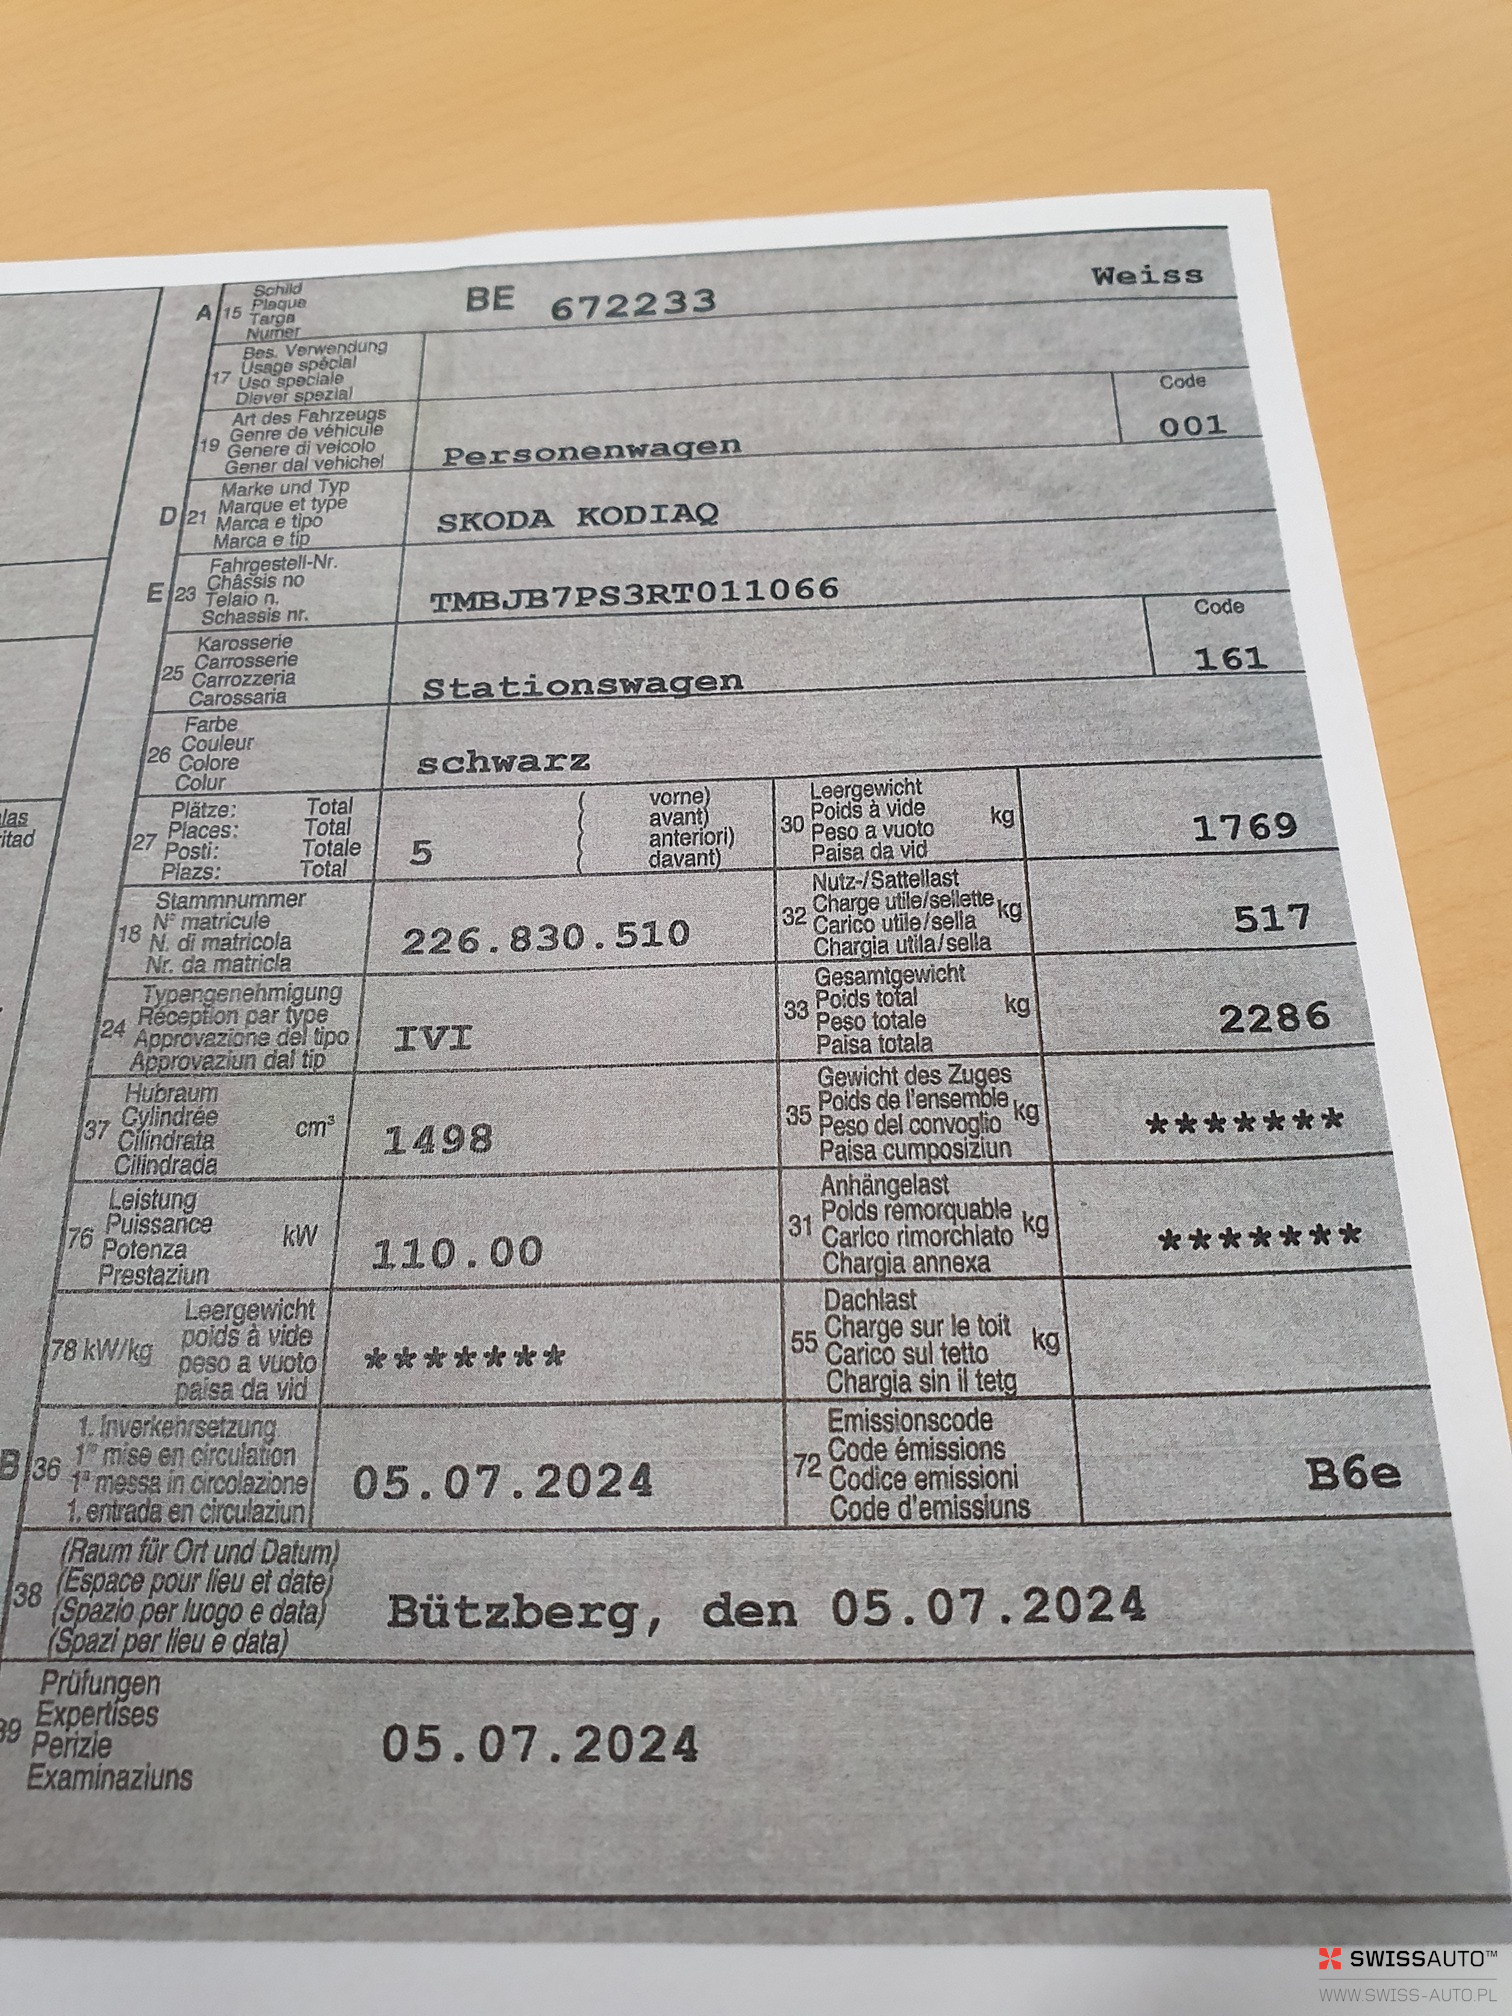 A 15 Schild BE 672233 Weiss
Plaque
Targa
Numer
17 Bes. Verwendung
Usage spécial
Uso speciale
Diever spezial
19 Art des Fahrzeugs Personenwagen Code
Genre de véhicule 001
Genere di veicolo
Gener dal vehichel
D 21 Marke und Typ SKODA KODIAQ
Marque et type
Marca e tipo
Marca e tip
E 23 Fahrgestell-Nr. TMBJB7PS3RT011066
Châssis no
Telaio n.
Schassis nr.
25 Karosserie Stationswagen Code
Carrosserie 161
Carrozzeria
Carossaria
26 Farbe schwarz
Couleur
Colore
Colur
27 Plätze: Total 5 ( vorne)
Places: Total ( avant)
Posti: Totale ( anteriori)
Plazs: Total ( davant)
30 Leergewicht kg 1769
Poids à vide
Peso a vuoto
Paisa da vid
18 Stammnummer 226.830.510
N° matricule
N. di matricola
Nr. da matricla
32 Nutz-/Sattellast kg 517
Charge utile/sellette
Carico utile/sella
Chargia utila/sella
24 Typengenehmigung IVI
Réception par type
Approvazione del tipo
Approvaziun dal tip
33 Gesamtgewicht kg 2286
Poids total
Peso totale
Paisa totala
37 Hubraum cm³ 1498
Cylindrée
Cilindrata
Cilindrada
35 Gewicht des Zuges kg *******
Poids de l'ensemble
Peso del convoglio
Paisa cumposiziun
76 Leistung kW 110.00
Puissance
Potenza
Prestaziun
31 Anhängelast kg *******
Poids remorquable
Carico rimorchiato
Chargia annexa
78 kW/kg Leergewicht *******
poids à vide
peso a vuoto
paisa da vid
55 Dachlast kg
Charge sur le toit
Carico sul tetto
Chargia sin il tetg
B 36 1. Inverkehrsetzung 05.07.2024
1re mise en circulation
1a messa in circolazione
1. entrada en circulaziun
72 Emissionscode B6e
Code émissions
Codice emissioni
Code d'emissiuns
38 (Raum für Ort und Datum) Bützberg, den 05.07.2024
(Espace pour lieu et date)
(Spazio per luogo e data)
(Spazi per lieu e data)
39 Prüfungen 05.07.2024
Expertises
Perizie
Examinaziuns
las
ritad
SWISSAUTO™
WWW.SWISS-AUTO.PL